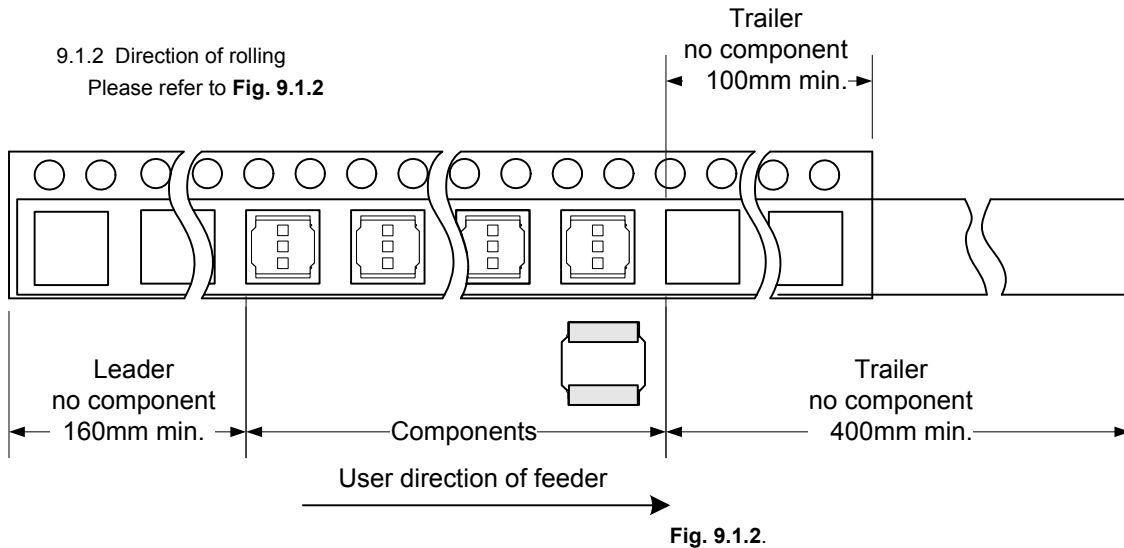 9.1.2 Direction of rolling
Please refer to Fig. 9.1.2
Trailer
no component
100mm min.
Leader
no component
160mm min.
Components
Trailer
no component
400mm min.
User direction of feeder
Fig. 9.1.2.